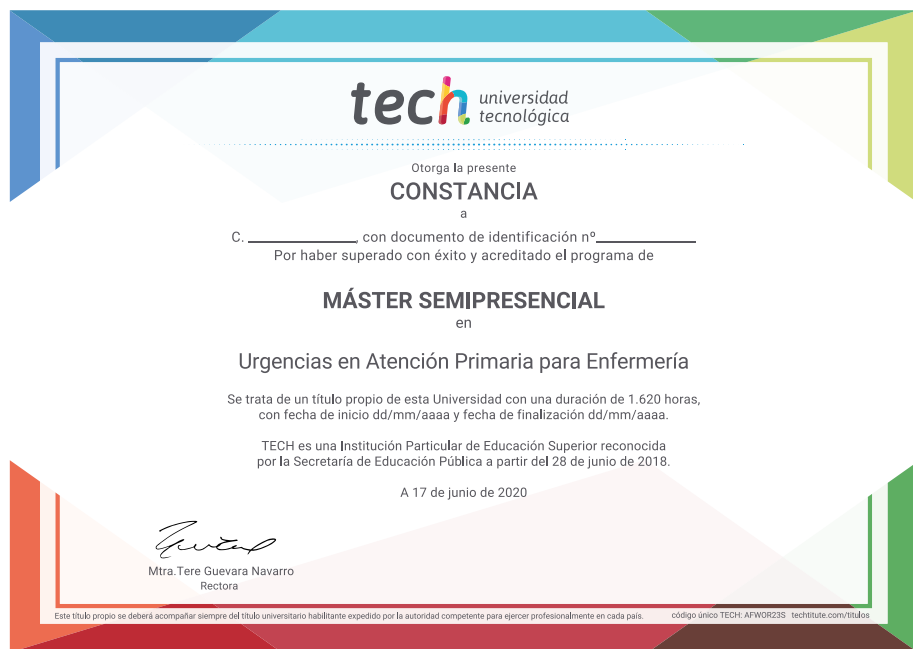 tech universidad
tecnológica
Otorga la presente
CONSTANCIA
a
C. ____________, con documento de identificación nº____________
Por haber superado con éxito y acreditado el programa de
MÁSTER SEMIPRESENCIAL
en
Urgencias en Atención Primaria para Enfermería
Se trata de un título propio de esta Universidad con una duración de 1.620 horas,
con fecha de inicio dd/mm/aaaa y fecha de finalización dd/mm/aaaa.
TECH es una Institución Particular de Educación Superior reconocida
por la Secretaría de Educación Pública a partir del 28 de junio de 2018.
A 17 de junio de 2020
Mtra.Tere Guevara Navarro
Rectora
Este título propio se deberá acompañar siempre del título universitario habilitante expedido por la autoridad competente para ejercer profesionalmente en cada país. código único TECH: AFWOR23S techtitute.com/titulos